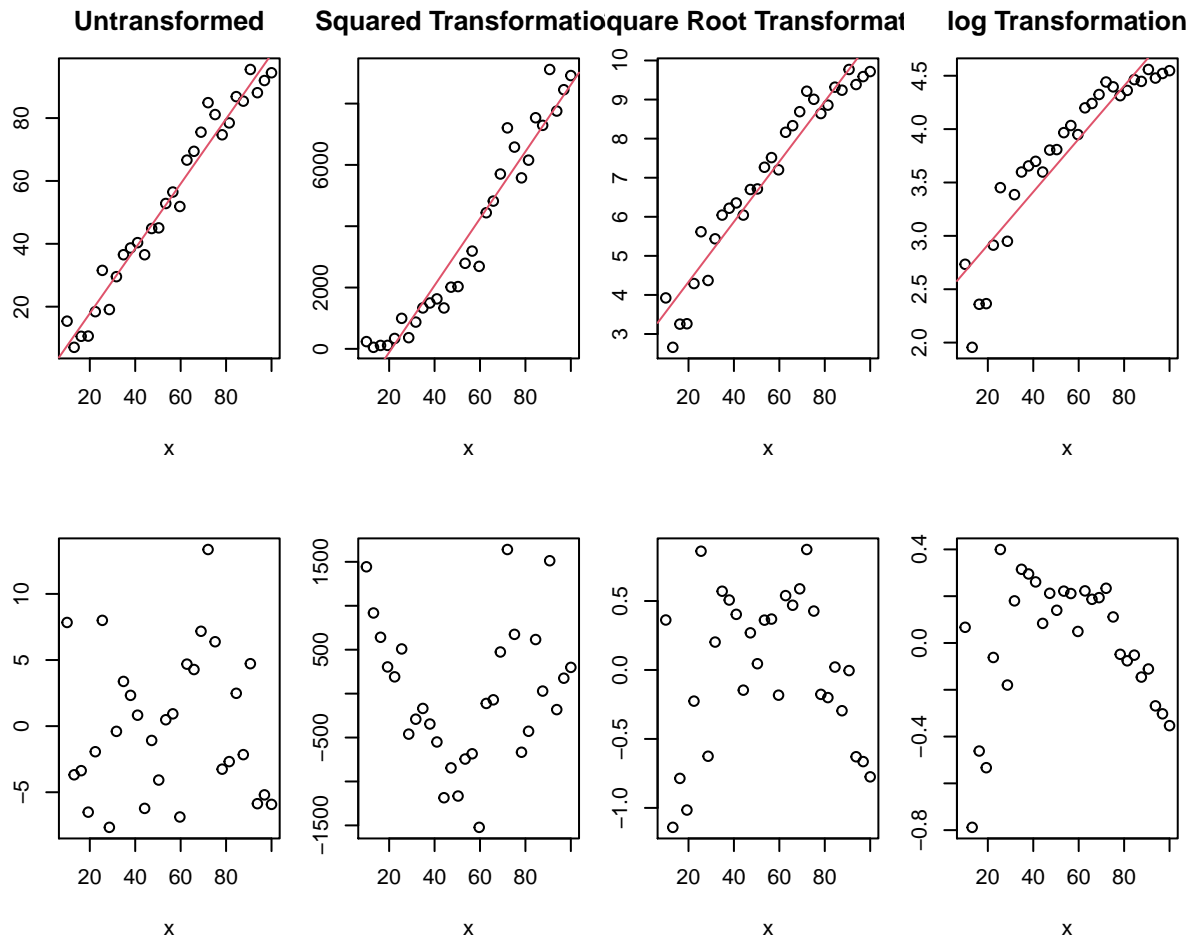 Untransformed
Squared Transformatio
quare Root Transformat
log Transformation
20 40 60 80
0 2000 6000
3 4 5 6 7 8 9 10
2.0 2.5 3.0 3.5 4.0 4.5
20 40 60 80
20 40 60 80
20 40 60 80
20 40 60 80
x
x
x
x
−5 0 5 10
−1500 −500 500 1500
−1.0 −0.5 0.0 0.5
−0.8 −0.4 0.0 0.4
20 40 60 80
20 40 60 80
20 40 60 80
20 40 60 80
x
x
x
x